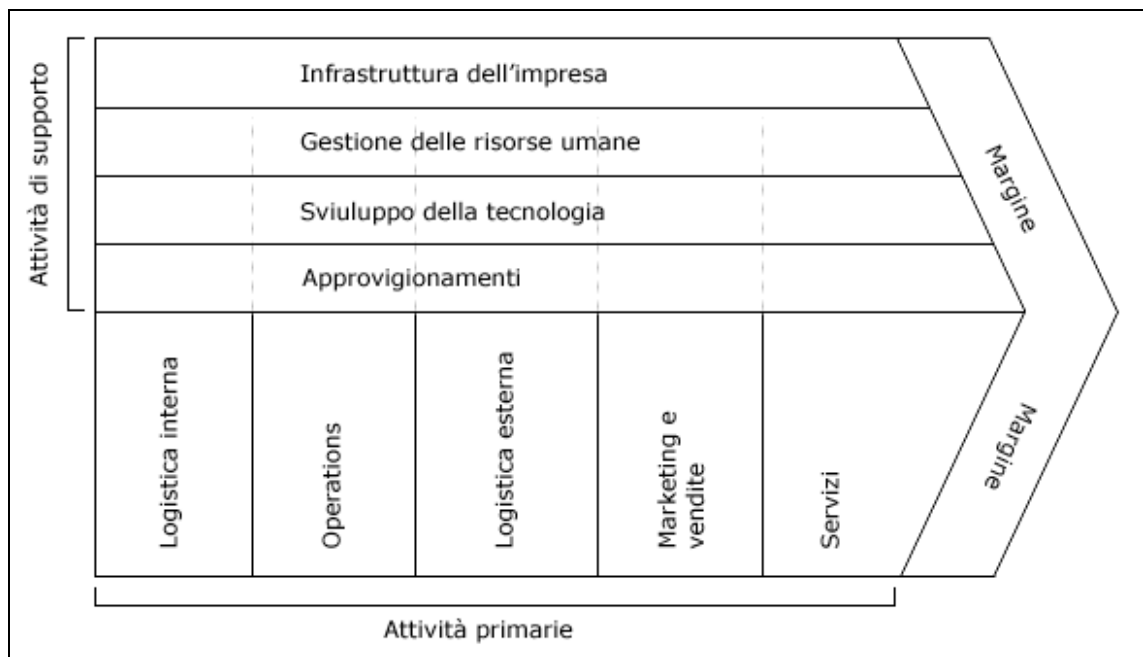 Attività di supporto
Infrastruttura dell'impresa
Gestione delle risorse umane
Sviuluppo della tecnologia
Approvigionamenti
Margine
Logistica interna
Operations
Logistica esterna
Marketing e
vendite
Servizi
Margine
Attività primarie